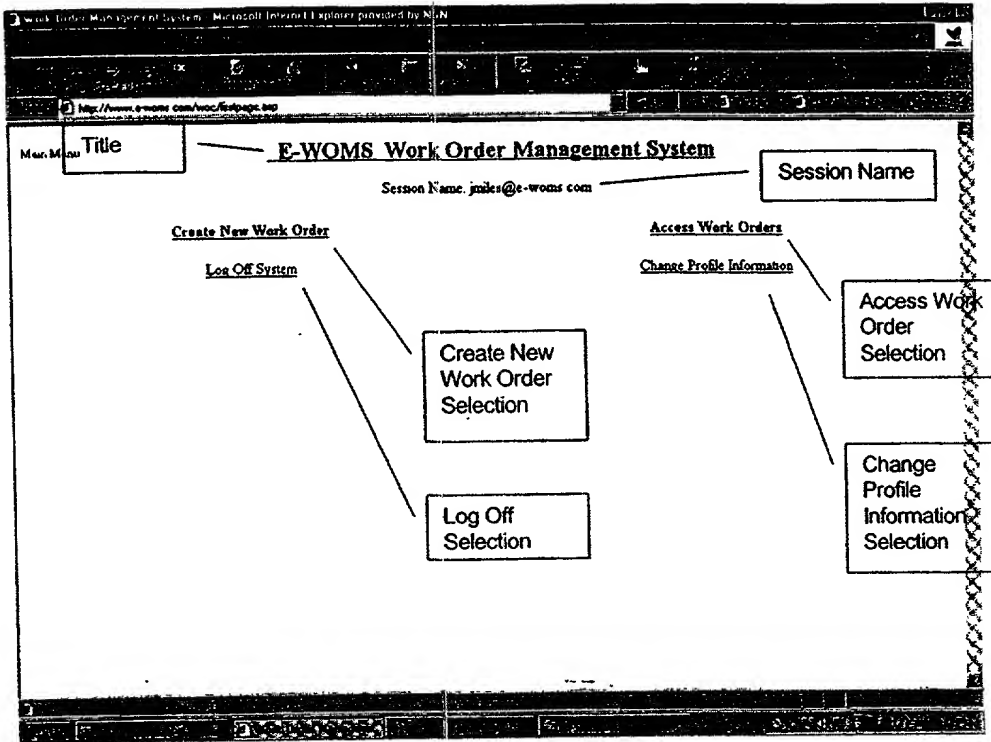 Work Order Management System - Microsoft Internet Explorer provided by NGN
http://www.e-woms com/woc/fastpage.asp
Main Menu
Title
E-WOMS Work Order Management System
Session Name. jmiles@e-woms com
Session Name
Create New Work Order
Access Work Orders
Log Off System
Change Profile Information
Access Work
Order
Selection
Create New
Work Order
Selection
Change
Profile
Information
Selection
Log Off
Selection